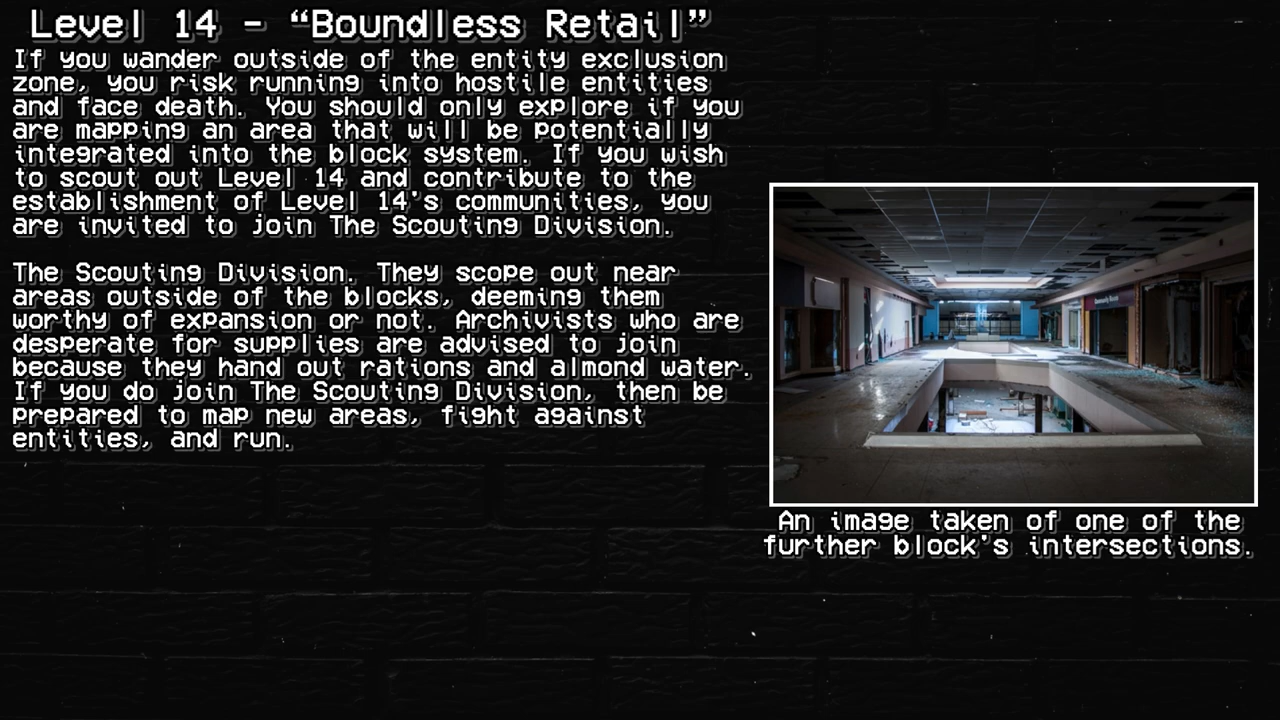 Level 14 - “Boundless Retail”
If you wander outside of the entity exclusion
zone, you risk running into hostile entities
and face death. You should only explore if you
are mapping an area that will be potentially
integrated into the block system. If you wish
to scout out Level 14 and contribute to the
establishment of Level 14's communities, you
are invited to join The Scouting Division.
The Scouting Division. They scope out near
areas outside of the blocks, deeming them
worthy of expansion or not. Archivists who are
desperate for supplies are advised to join
because they hand out rations and almond water.
If you do join The Scouting Division, then be
prepared to map new areas, fight against
entities, and run.
An image taken of one of the
further block's intersections.